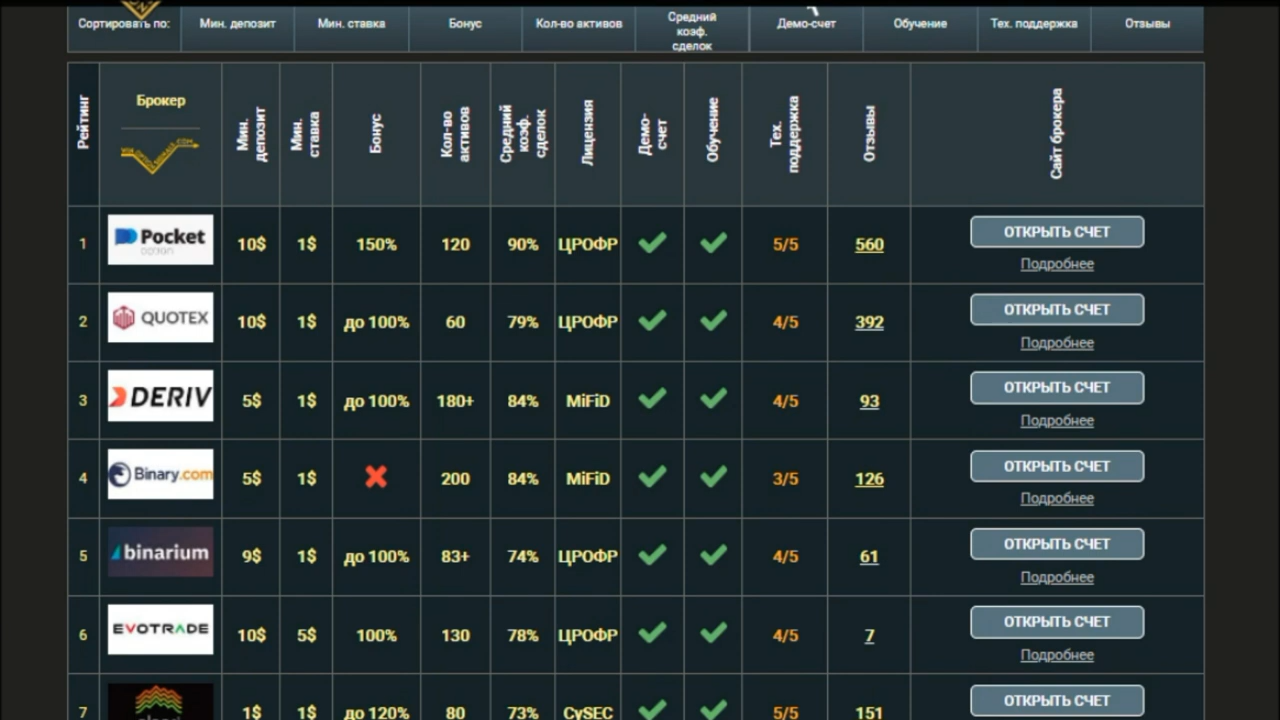 Сортировать по: Мин. депозит Мин. ставка Бонус Кол-во активов Средний коэф. сделок Демо-счет Обучение Тех. поддержка Отзывы
Рейтинг Брокер Мин. депозит Мин. ставка Бонус Кол-во активов Средний коэф. сделок Лицензия Демо-счет Обучение Тех. поддержка Отзывы Сайт брокера
1 Pocket option 10$ 1$ 150% 120 90% ЦРОФР 5/5 560 ОТКРЫТЬ СЧЕТ
Подробнее
2 QUOTEX 10$ 1$ до 100% 60 79% ЦРОФР 4/5 392 ОТКРЫТЬ СЧЕТ
Подробнее
3 DERIV 5$ 1$ до 100% 180+ 84% MiFiD 4/5 93 ОТКРЫТЬ СЧЕТ
Подробнее
4 Binary.com 5$ 1$ 200 84% MiFiD 3/5 126 ОТКРЫТЬ СЧЕТ
Подробнее
5 binarium 9$ 1$ до 100% 83+ 74% ЦРОФР 4/5 61 ОТКРЫТЬ СЧЕТ
Подробнее
6 EVOTRADE 10$ 5$ 100% 130 78% ЦРОФР 4/5 7 ОТКРЫТЬ СЧЕТ
Подробнее
7 1$ 1$ до 120% 80 73% CySEC 5/5 151 ОТКРЫТЬ СЧЕТ